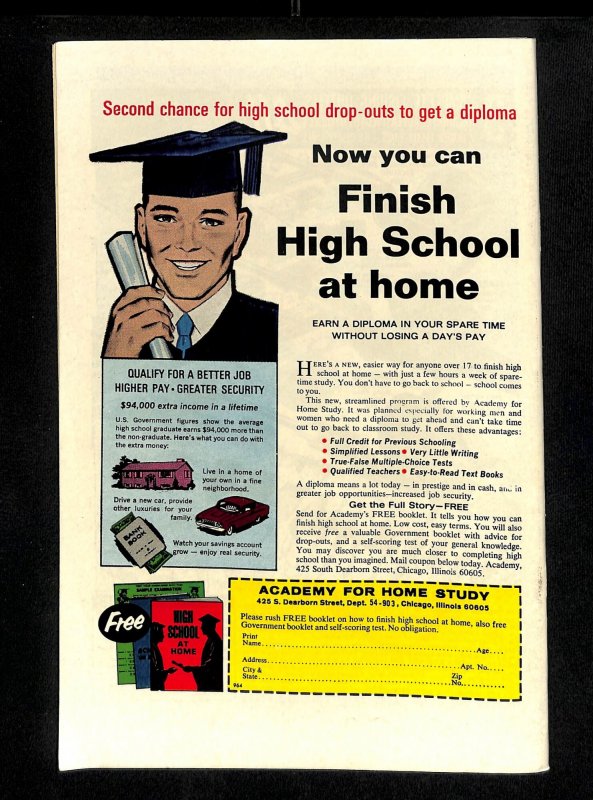 Second chance for high school drop-outs to get a diploma
Now you can
Finish
High School
at home
EARN A DIPLOMA IN YOUR SPARE TIME
WITHOUT LOSING A DAY'S PAY
QUALIFY FOR A BETTER JOB
HIGHER PAY • GREATER SECURITY
$94,000 extra income in a lifetime
U.S. Government figures show the average
high school graduate earns $94,000 more than
the non-graduate. Here's what you can do with
the extra money:
Live in a home of
your own in a fine
neighborhood.
Drive a new car, provide
other luxuries for your
family.
BANK
BOOK
Watch your savings account
grow — enjoy real security.
HERE'S A NEW, easier way for anyone over 17 to finish high
school at home — with just a few hours a week of spare-
time study. You don't have to go back to school — school comes
to you.
This new, streamlined program is offered by Academy for
Home Study. It was planned especially for working men and
women who need a diploma to get ahead and can't take time
out to go back to classroom study. It offers these advantages:
• Full Credit for Previous Schooling
• Simplified Lessons • Very Little Writing
• True-False Multiple-Choice Tests
• Qualified Teachers • Easy-to-Read Text Books
A diploma means a lot today — in prestige and in cash, in
greater job opportunities—increased job security.
Get the Full Story—FREE
Send for Academy's FREE booklet. It tells you how you can
finish high school at home. Low cost, easy terms. You will also
receive free a valuable Government booklet with advice for
drop-outs, and a self-scoring test of your general knowledge.
You may discover you are much closer to completing high
school than you imagined. Mail coupon below today. Academy,
425 South Dearborn Street, Chicago, Illinois 60605.
SAMPLE EXAMINATION
Free
HIGH
SCHOOL
AT
HOME
ACADEMY FOR HOME STUDY
425 S. Dearborn Street, Dept. 54-903, Chicago, Illinois 60605
Please rush FREE booklet on how to finish high school at home, also free
Government booklet and self-scoring test. No obligation.
Print
Name Age
Address Apt. No.
City & Zip
State No.
964